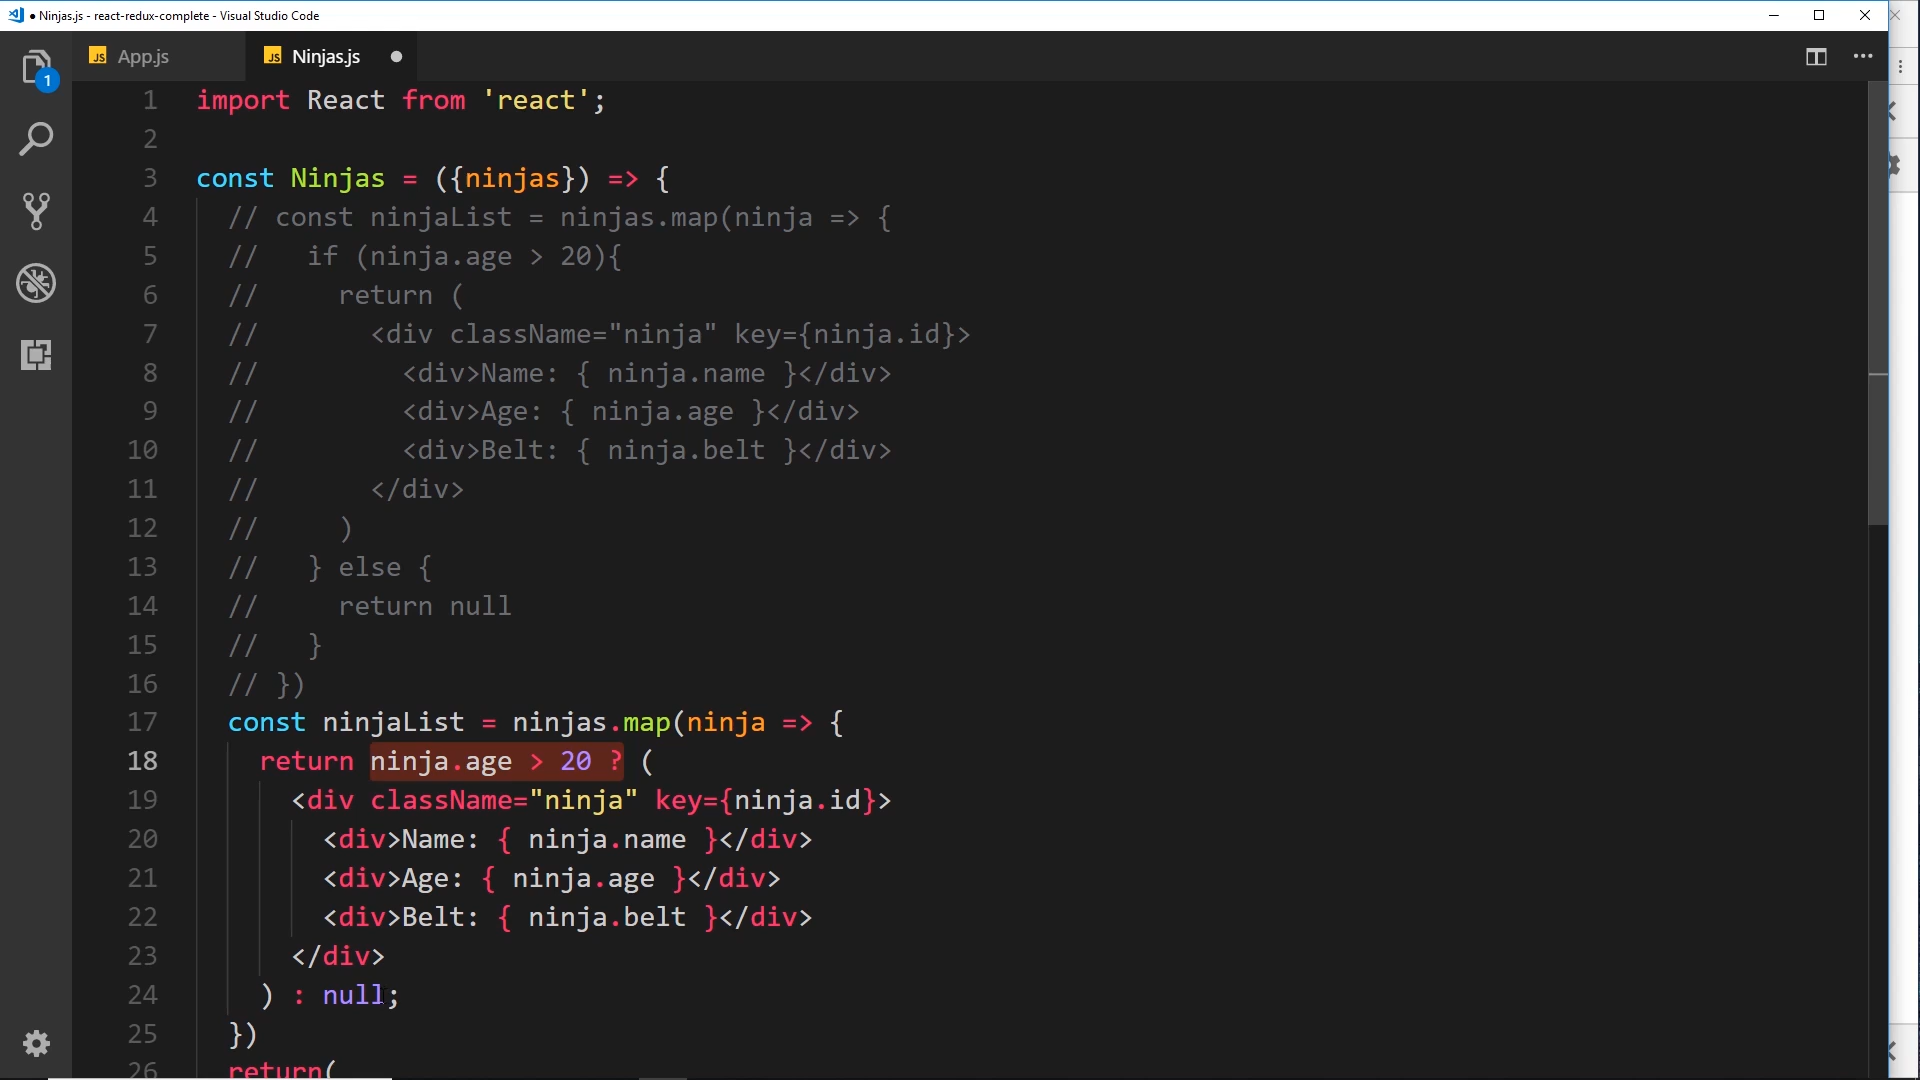 Ninjas.js - react-redux-complete - Visual Studio Code
JS App.js
JS Ninjas.js
1
1 import React from 'react';
2
3 const Ninjas = ({ninjas}) => {
4 // const ninjaList = ninjas.map(ninja => {
5 //   if (ninja.age > 20){
6 //     return (
7 //       <div className="ninja" key={ninja.id}>
8 //         <div>Name: { ninja.name }</div>
9 //         <div>Age: { ninja.age }</div>
10 //         <div>Belt: { ninja.belt }</div>
11 //       </div>
12 //     )
13 //   } else {
14 //     return null
15 //   }
16 // })
17 const ninjaList = ninjas.map(ninja => {
18 return ninja.age > 20 ? (
19 <div className="ninja" key={ninja.id}>
20 <div>Name: { ninja.name }</div>
21 <div>Age: { ninja.age }</div>
22 <div>Belt: { ninja.belt }</div>
23 </div>
24 ) : null;
25 })
26 return(